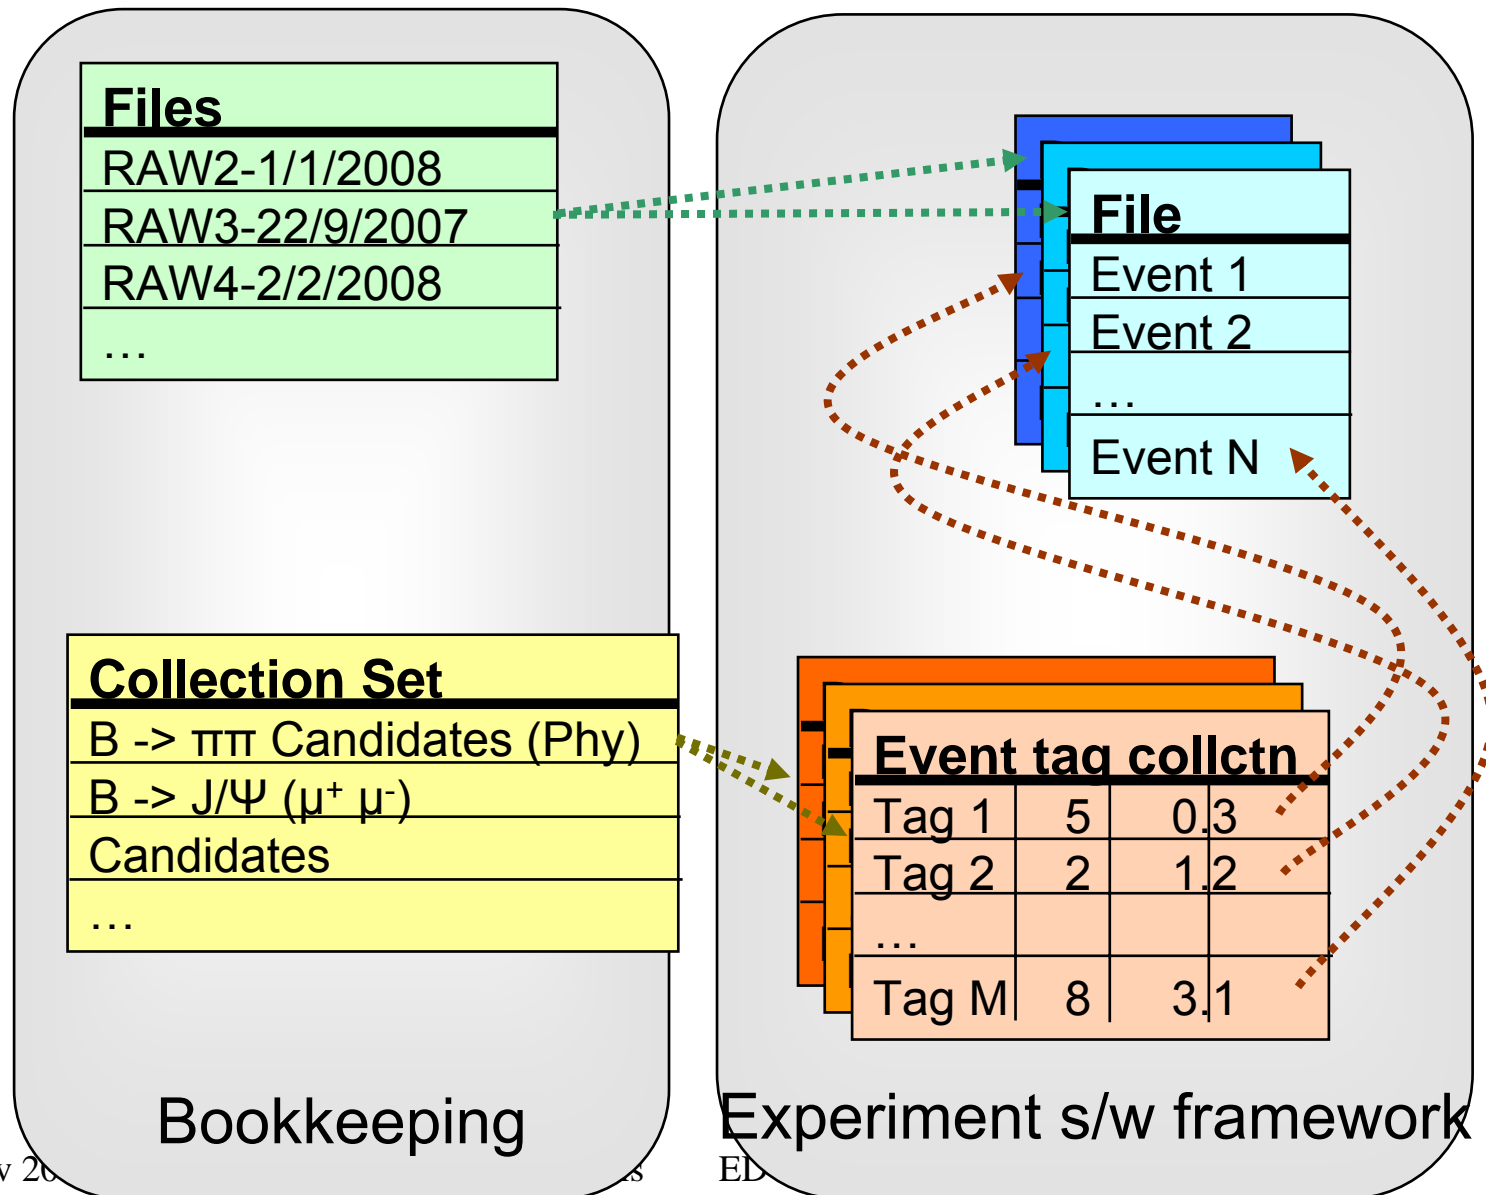 Files
RAW2-1/1/2008
RAW3-22/9/2007
RAW4-2/2/2008
…
Collection Set
B -> ππ Candidates (Phy)
B -> J/Ψ (μ⁺ μ⁻)
Candidates
…
Bookkeeping
File
Event 1
Event 2
…
Event N
Event tag collctn
Tag 1 5 0.3
Tag 2 2 1.2
…
Tag M 8 3.1
Experiment s/w framework